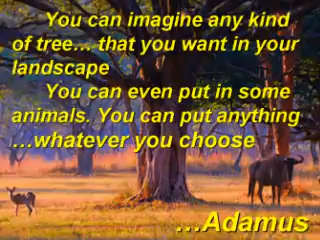 You can imagine any kind
of tree… that you want in your
landscape
You can even put in some
animals. You can put anything
…whatever you choose
…Adamus